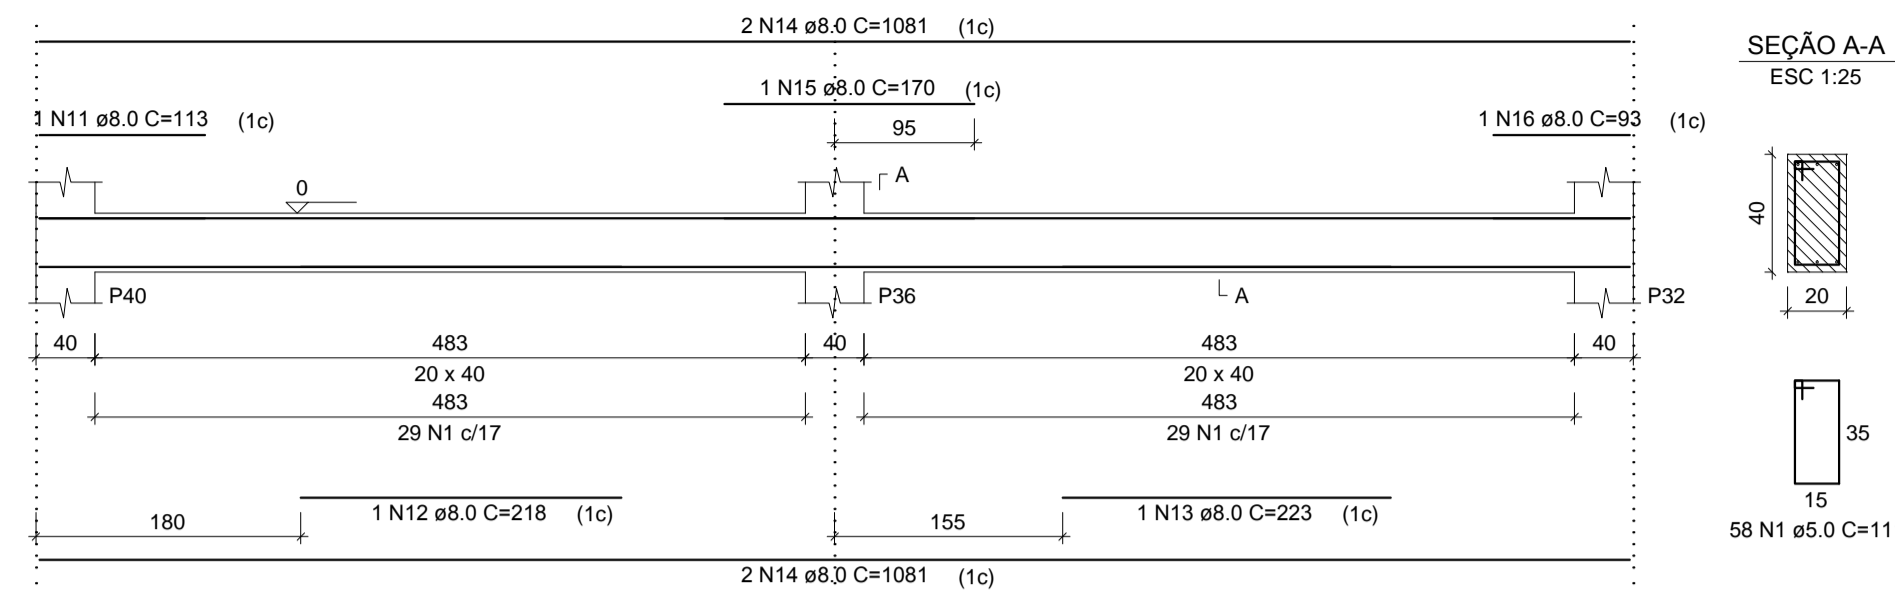 2 N14 ø8.0 C=1081 (1c)
SEÇÃO A-A
ESC 1:25
1 N15 ø8.0 C=170 (1c)
1 N11 ø8.0 C=113 (1c)
95
1 N16 ø8.0 C=93 (1c)
A
0
40
P40
P36
A
P32
20
40
483
40
483
40
20 x 40
20 x 40
483
483
29 N1 c/17
29 N1 c/17
35
15
180
1 N12 ø8.0 C=218 (1c)
155
1 N13 ø8.0 C=223 (1c)
58 N1 ø5.0 C=11
2 N14 ø8.0 C=1081 (1c)